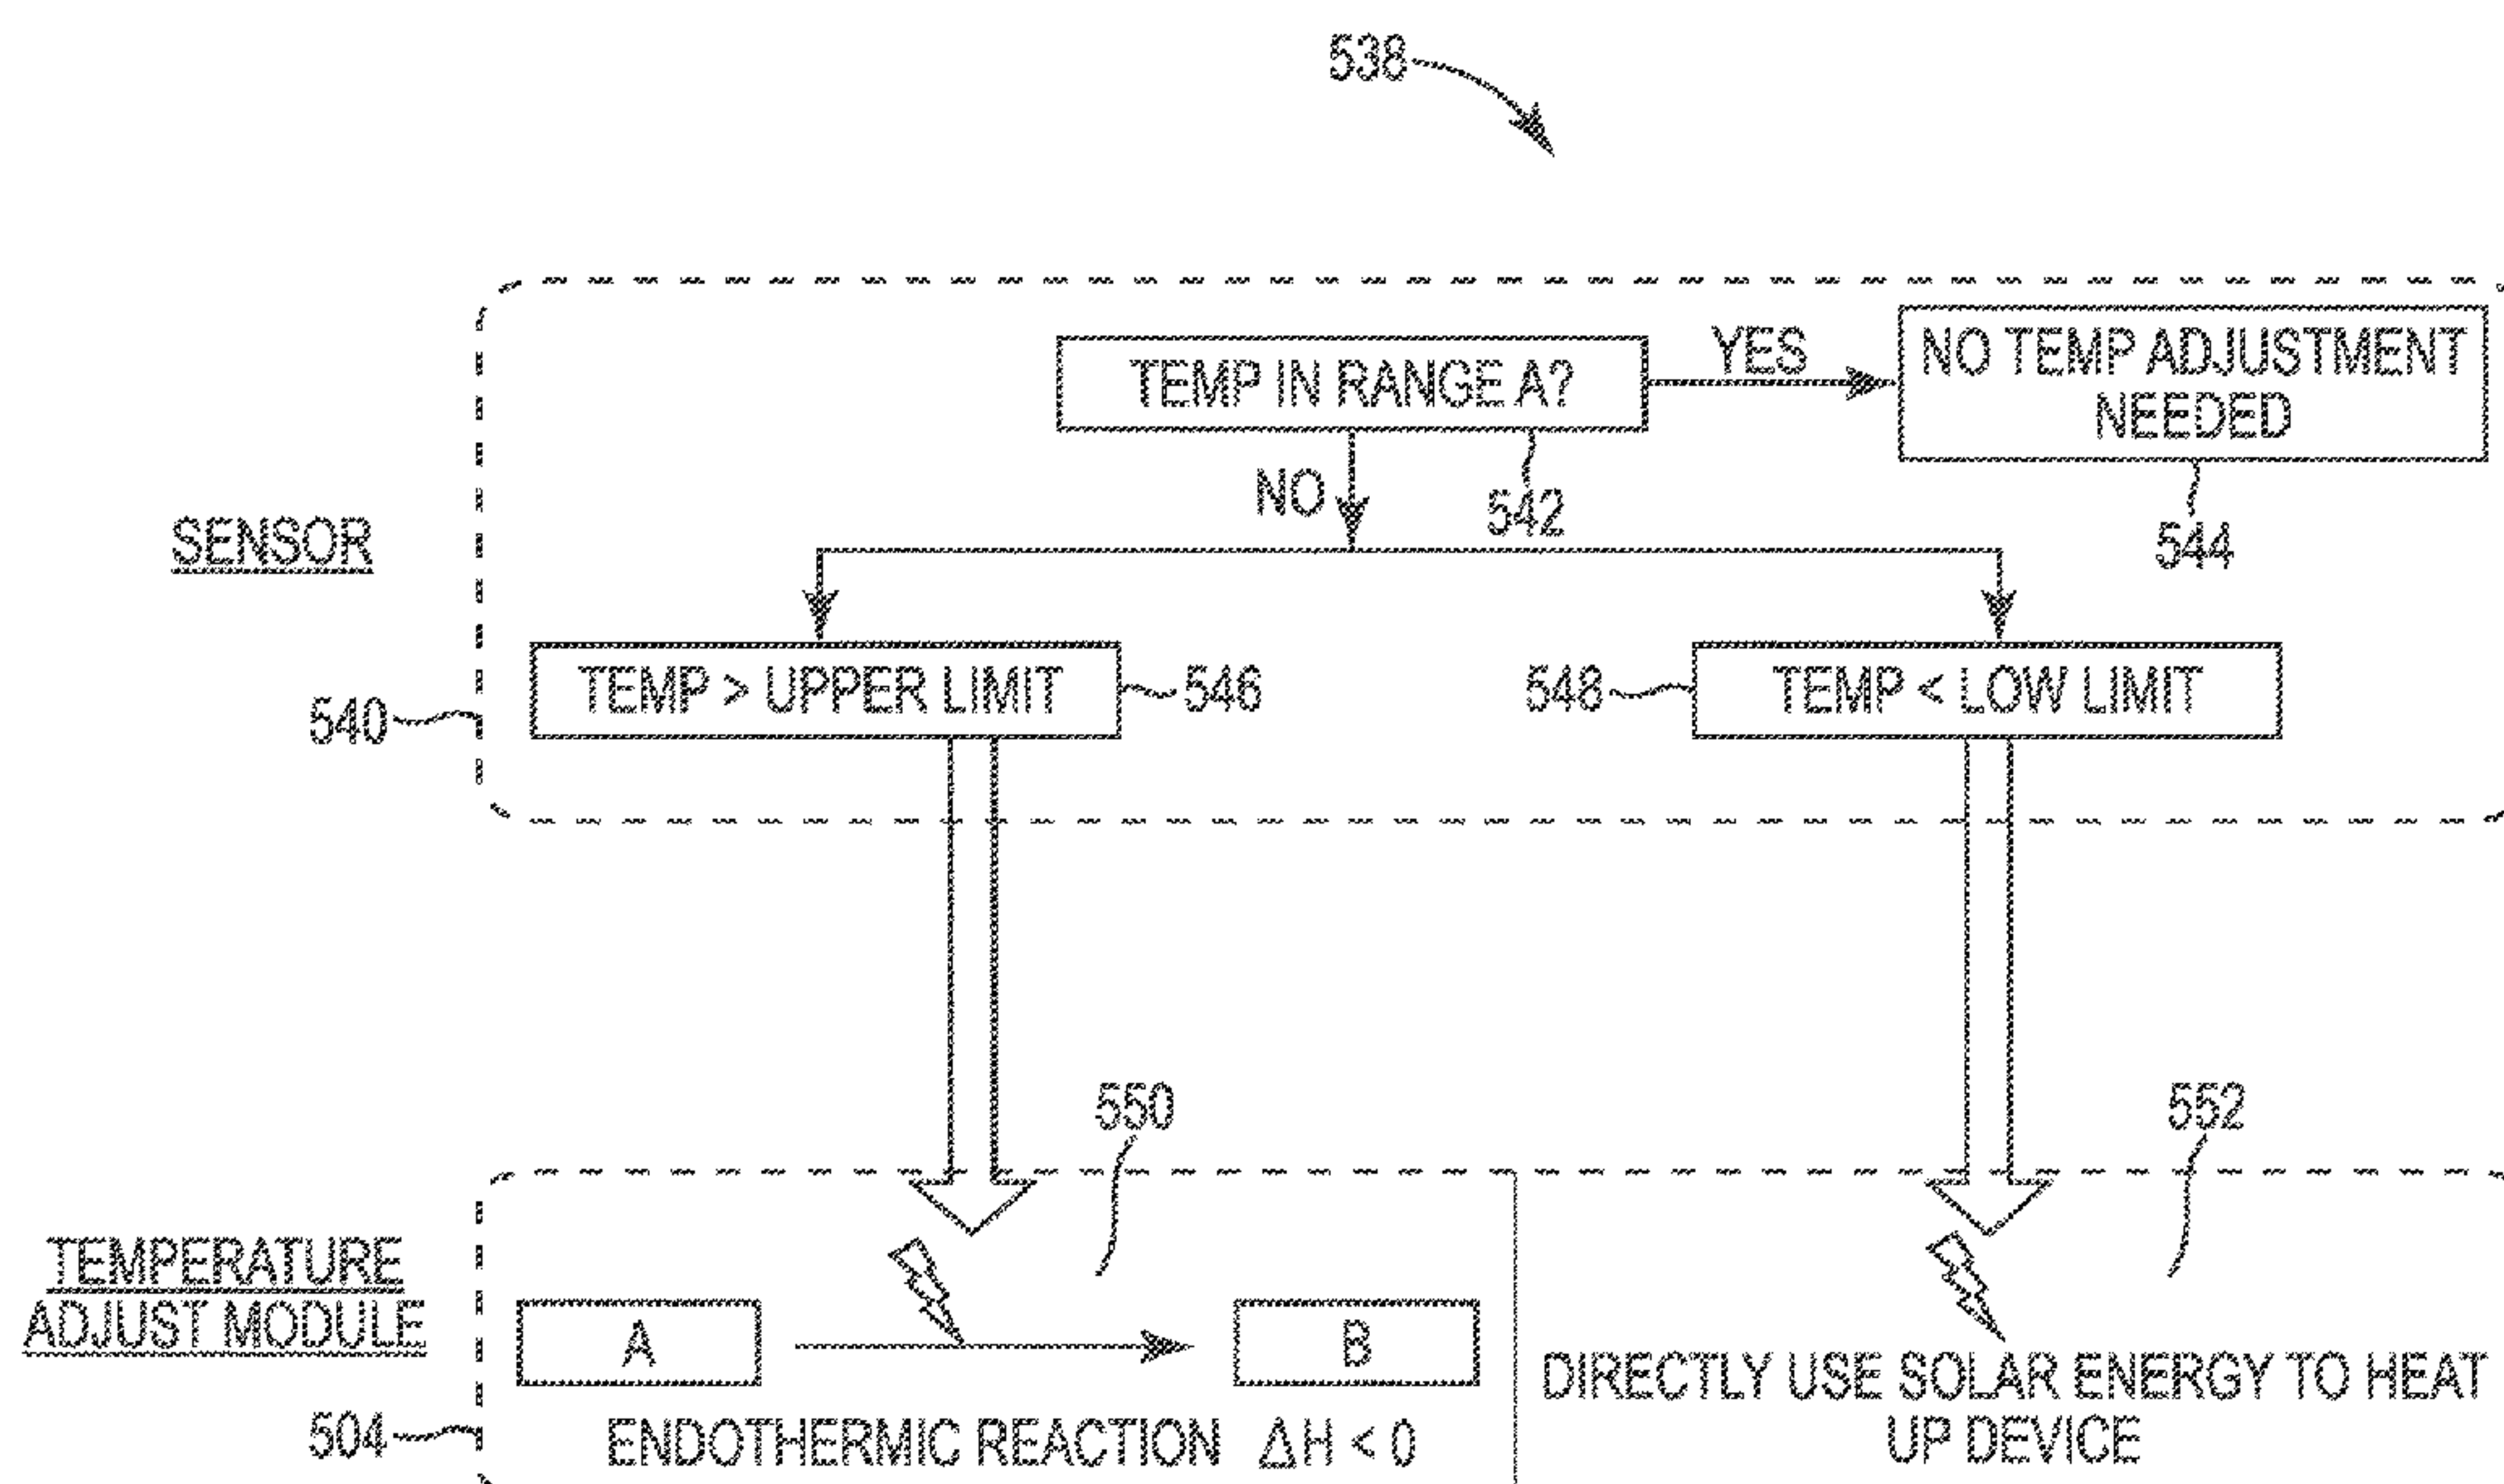 538
TEMP IN RANGE A?
YES
NO TEMP ADJUSTMENT
NEEDED
NO
542
544
SENSOR
TEMP > UPPER LIMIT
546
548
TEMP < LOW LIMIT
540
550
552
TEMPERATURE
ADJUST MODULE
A
B
DIRECTLY USE SOLAR ENERGY TO HEAT
UP DEVICE
504
ENDOTHERMIC REACTION ΔH < 0